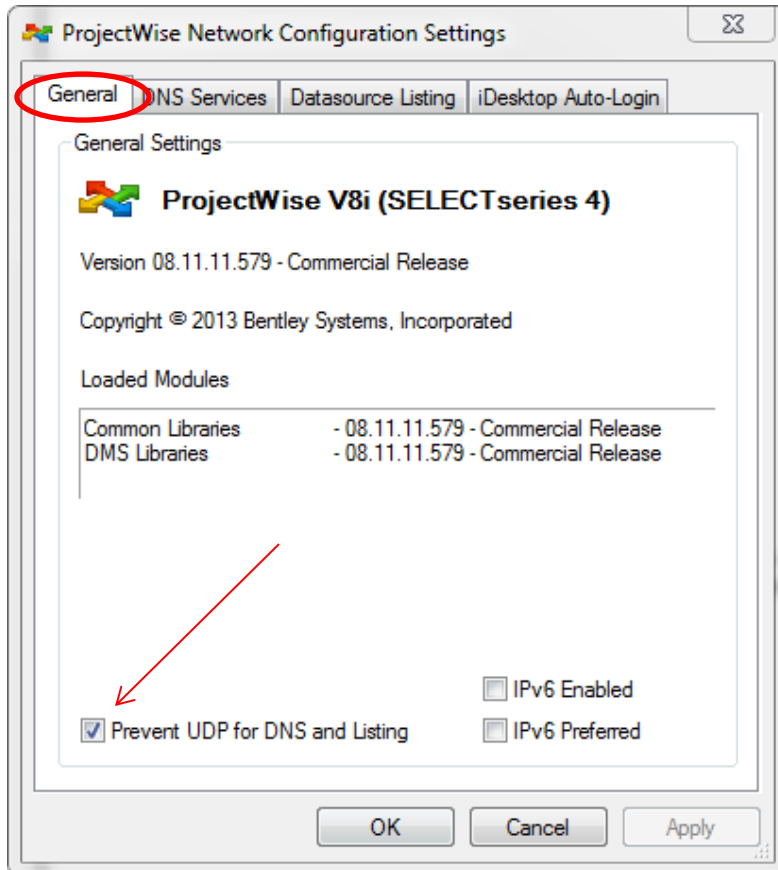 ProjectWise Network Configuration Settings
General DNS Services Datasource Listing iDesktop Auto-Login
General Settings
ProjectWise V8i (SELECTseries 4)
Version 08.11.11.579 - Commercial Release
Copyright © 2013 Bentley Systems, Incorporated
Loaded Modules
Common Libraries - 08.11.11.579 - Commercial Release
DMS Libraries - 08.11.11.579 - Commercial Release
IPv6 Enabled
Prevent UDP for DNS and Listing IPv6 Preferred
OK Cancel Apply